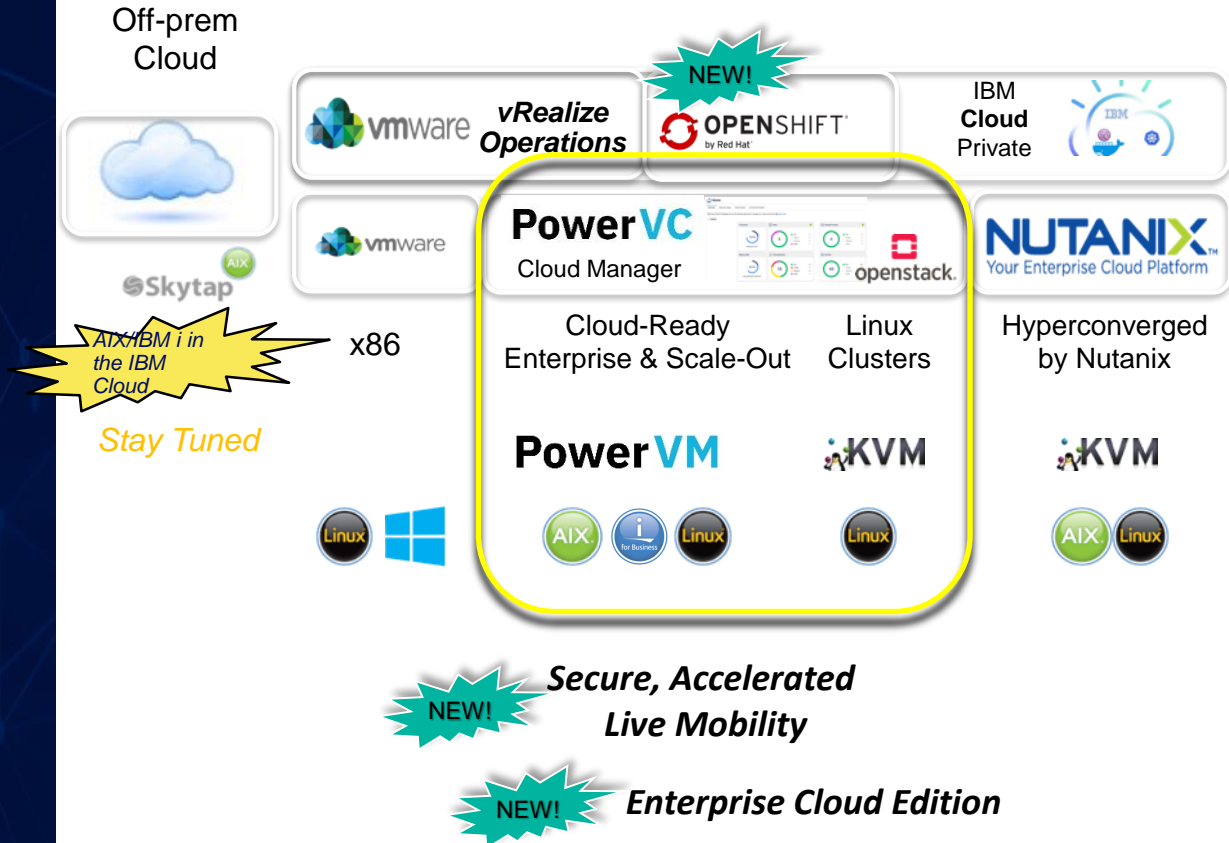 Off-prem
Cloud
NEW!
vmware
vRealize
Operations
OPENSHIFT
by Red Hat
IBM
Cloud
Private
IBM
vmware
PowerVC
Cloud Manager
openstack.
NUTANIX™
Your Enterprise Cloud Platform
AIX
Skytap
AIX/IBM i in
the IBM
Cloud
Stay Tuned
x86
Cloud-Ready
Enterprise & Scale-Out
Linux
Clusters
Hyperconverged
by Nutanix
PowerVM
KVM
KVM
Linux
AIX
i
for Business
Linux
Linux
AIX
Linux
NEW!
Secure, Accelerated
Live Mobility
NEW!
Enterprise Cloud Edition